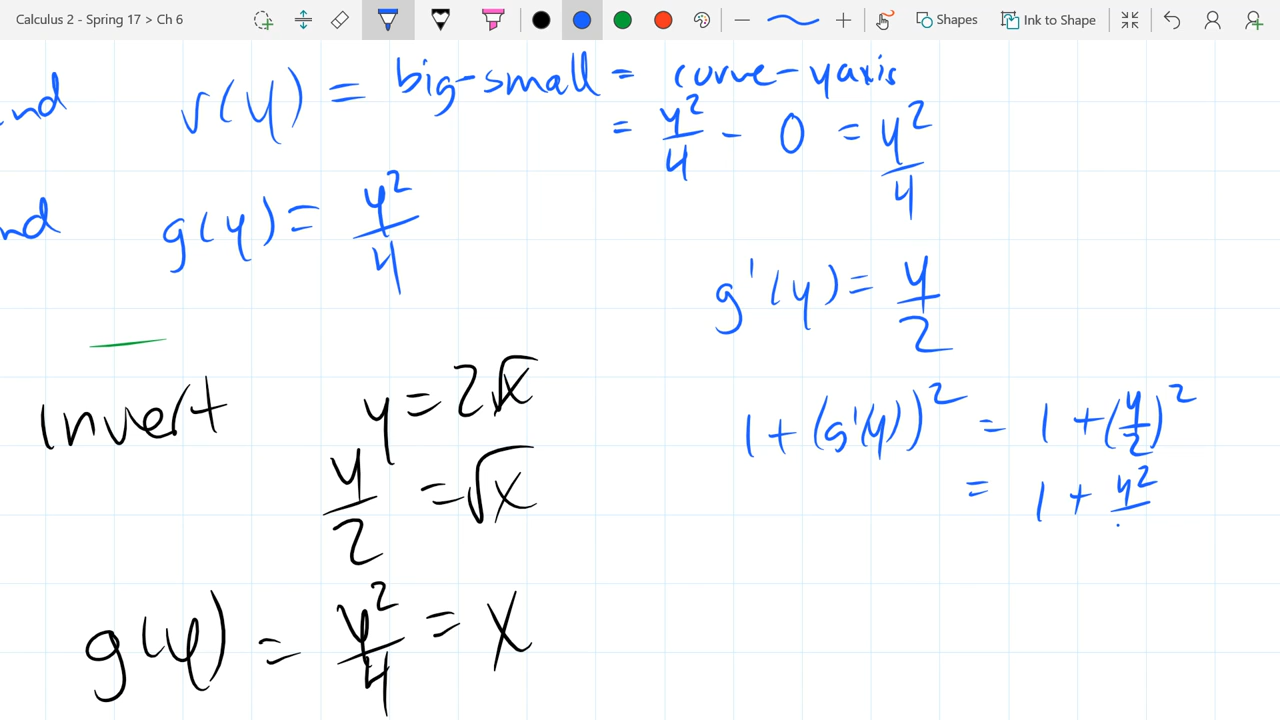 Calculus 2 - Spring 17 > Ch 6 Shapes Ink to Shape
nd r(y) = big-small = curve-yaxis
= y²/4 - 0 = y²/4
nd g(y) = y²/4
g'(y) = y/2
Invert y = 2√x
1 + (g'(y))² = 1 + (y/2)²
y/2 = √x
= 1 + y²
g(y) = y²/4 = x